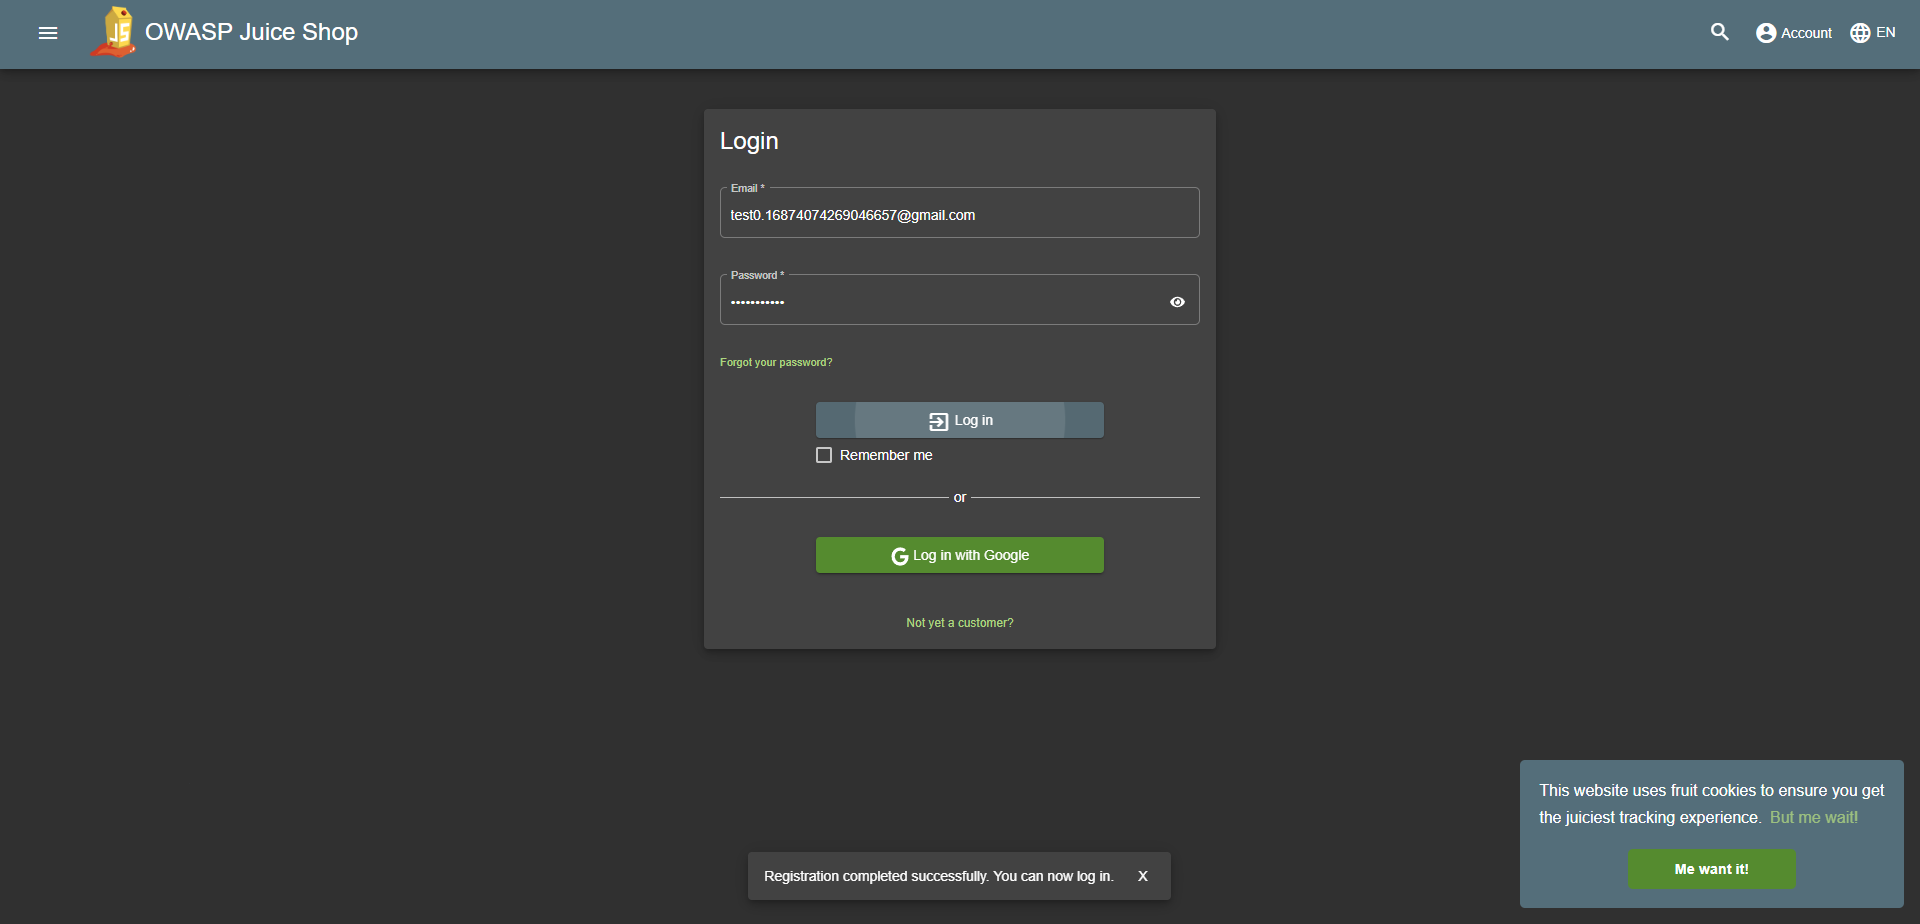 OWASP Juice Shop
Account
EN
Login
Email *
test0.16874074269046657@gmail.com
Password *
•••••••••••
Forgot your password?
Log in
Remember me
or
Log in with Google
Not yet a customer?
This website uses fruit cookies to ensure you get
the juiciest tracking experience. But me wait!
Me want it!
Registration completed successfully. You can now log in. X